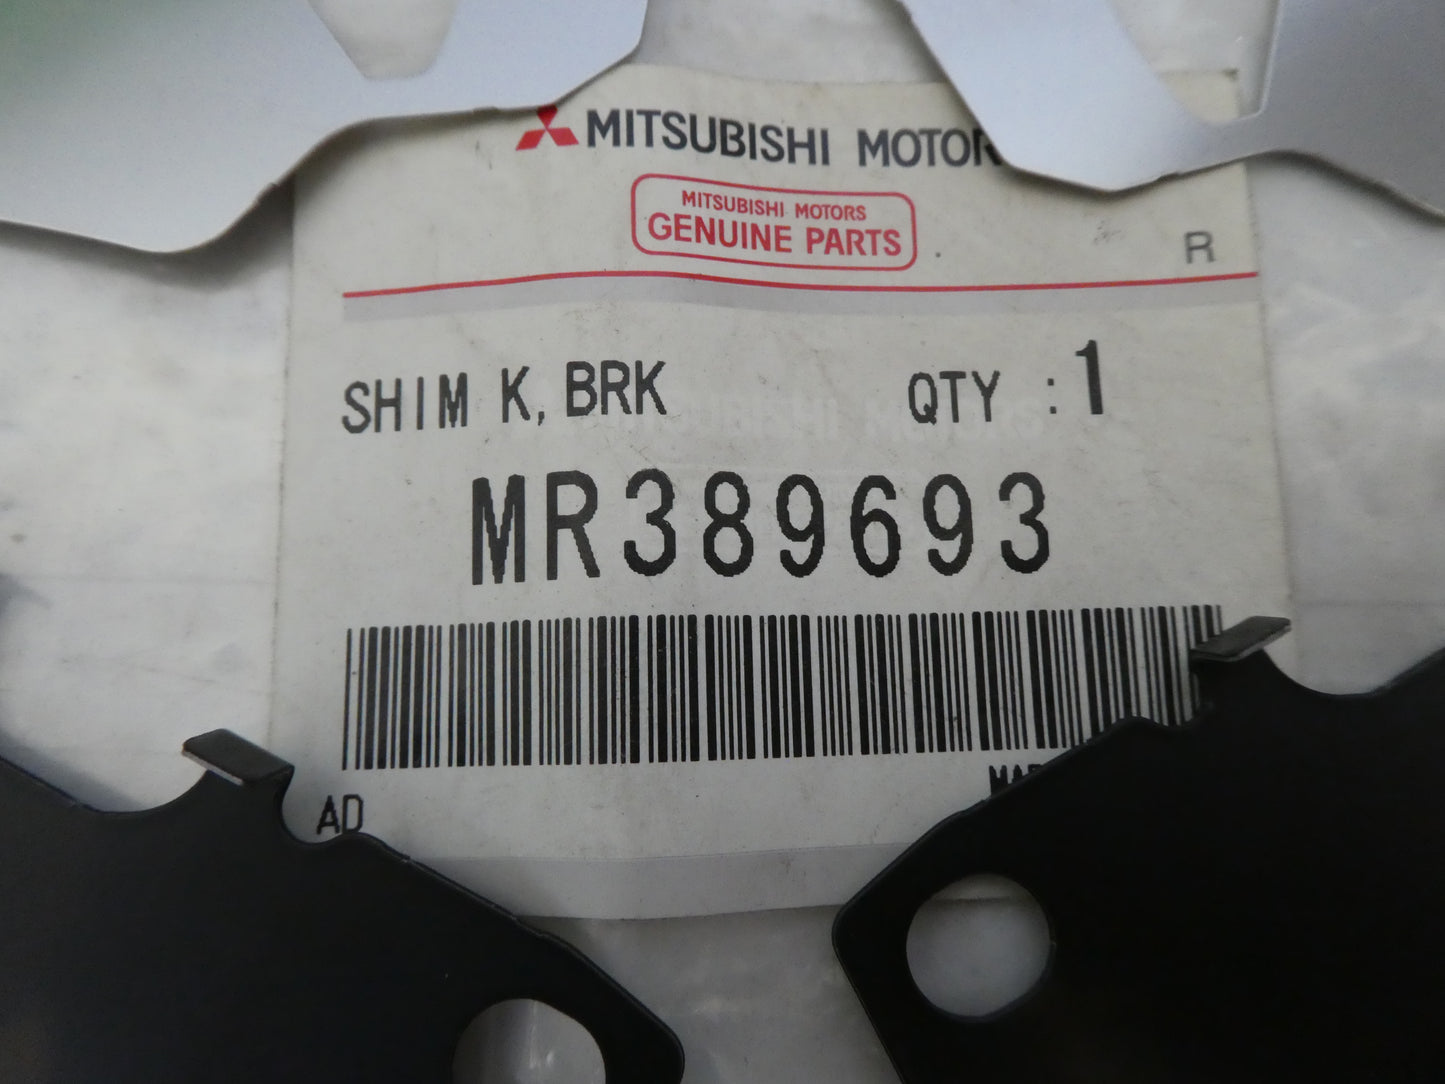 MITSUBISHI MOTOR
MITSUBISHI MOTORS
GENUINE PARTS
R
SHIM K, BRK QTY : 1
MR389693
AD